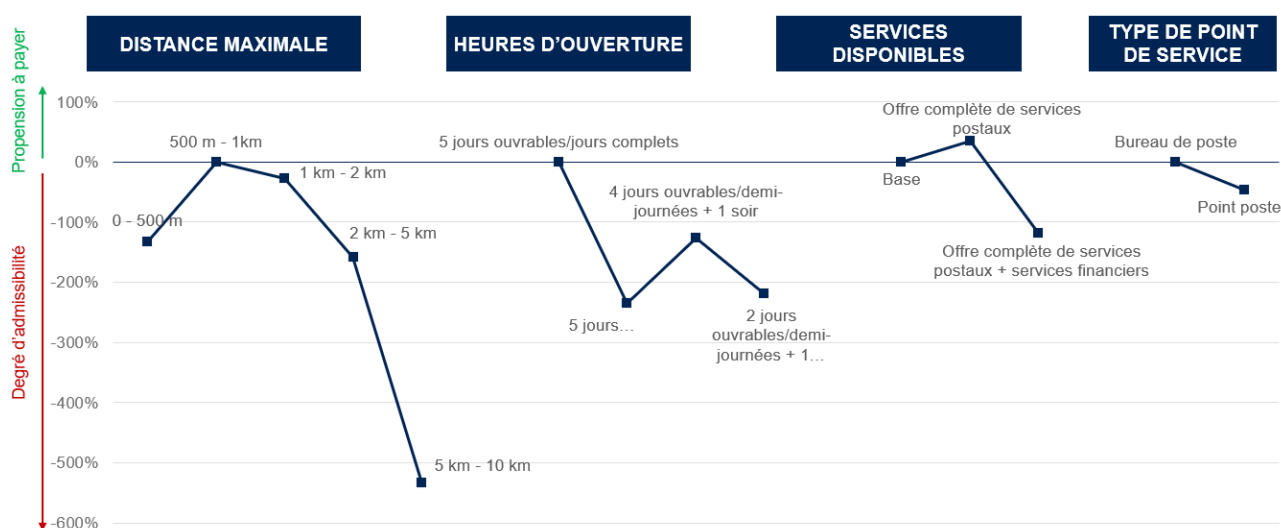 DISTANCE MAXIMALE
HEURES D'OUVERTURE
SERVICES
DISPONIBLES
TYPE DE POINT
DE SERVICE
Propension à payer
Degré d'admissibilité
100%
0%
-100%
-200%
-300%
-400%
-500%
-600%
0 - 500 m
500 m - 1km
1 km - 2 km
2 km - 5 km
5 km - 10 km
5 jours ouvrables/jours complets
5 jours…
4 jours ouvrables/demi-
journées + 1 soir
2 jours
ouvrables/demi-
journées + 1…
Base
Offre complète de services
postaux
Offre complète de services
postaux + services financiers
Bureau de poste
Point poste